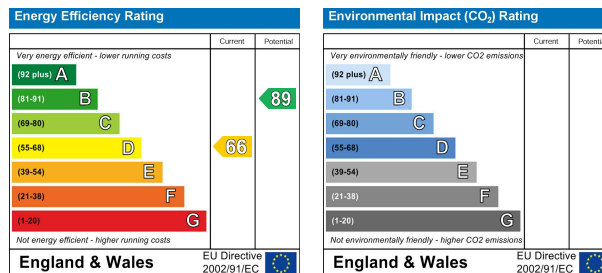 Energy Efficiency Rating
Current Potential
Very energy efficient - lower running costs
(92 plus) A
(81-91) B
89
(69-80) C
(55-68) D
66
(39-54) E
(21-38) F
(1-20) G
Not energy efficient - higher running costs
England & Wales
EU Directive
2002/91/EC
Environmental Impact (CO₂) Rating
Current Potential
Very environmentally friendly - lower CO2 emissions
(92 plus) A
(81-91) B
(69-80) C
(55-68) D
(39-54) E
(21-38) F
(1-20) G
Not environmentally friendly - higher CO2 emissions
England & Wales
EU Directive
2002/91/EC